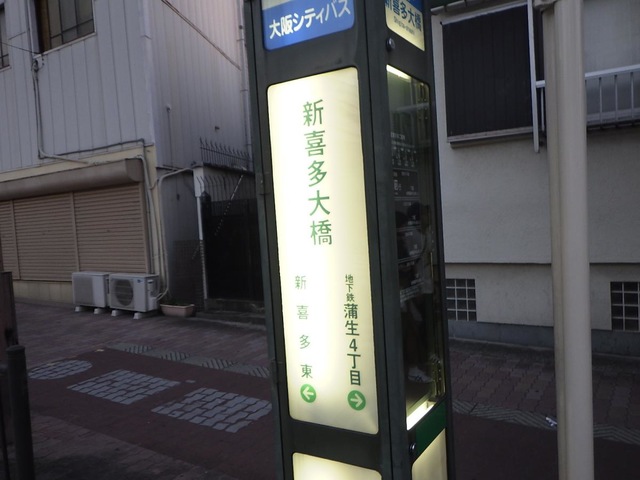 大阪シティバス
新喜多大橋
新喜多大橋
地下鉄蒲生4丁目
新喜多東